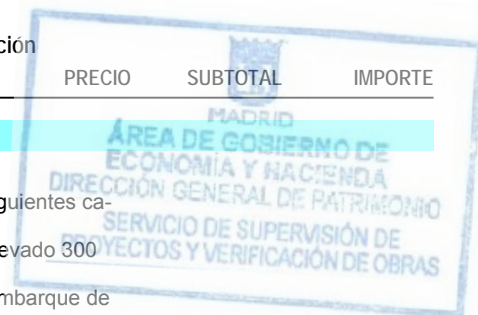 ción
PRECIO SUBTOTAL IMPORTE
MADRID
ÁREA DE GOBIERNO DE
ECONOMÍA Y HACIENDA
DIRECCIÓN GENERAL DE PATRIMONIO
guientes ca-
SERVICIO DE SUPERVISIÓN DE
PROYECTOS Y VERIFICACIÓN DE OBRAS
evado 300
mbarque de